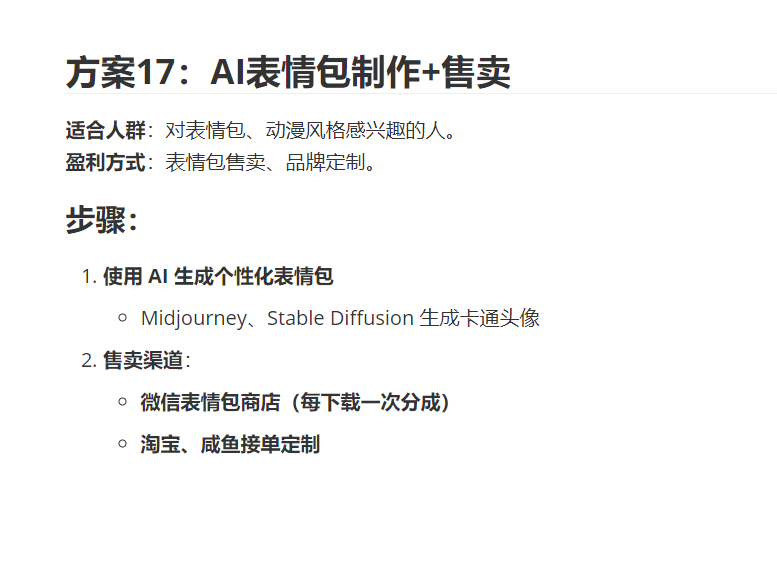 方案17：AI表情包制作+售卖
适合人群：对表情包、动漫风格感兴趣的人。
盈利方式：表情包售卖、品牌定制。
步骤：
1. 使用 AI 生成个性化表情包
○ Midjourney、Stable Diffusion 生成卡通头像
2. 售卖渠道：
○ 微信表情包商店（每下载一次分成）
○ 淘宝、咸鱼接单定制